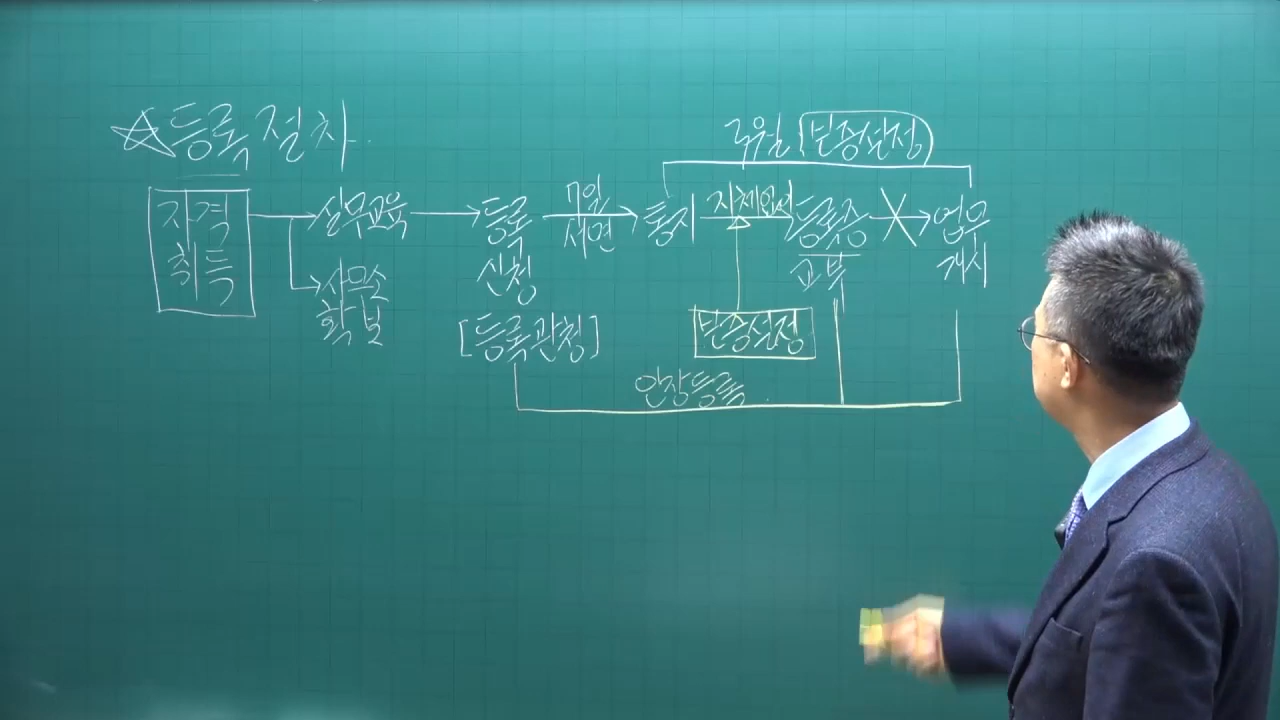 ☆등록절차.
주월 보증설정
자격
취득
실무교육
사무소
확보
등록
신청
[등록관청]
7일
서면
통지
지체없이
등록증
교부
업무
개시
보증설정
인장등록